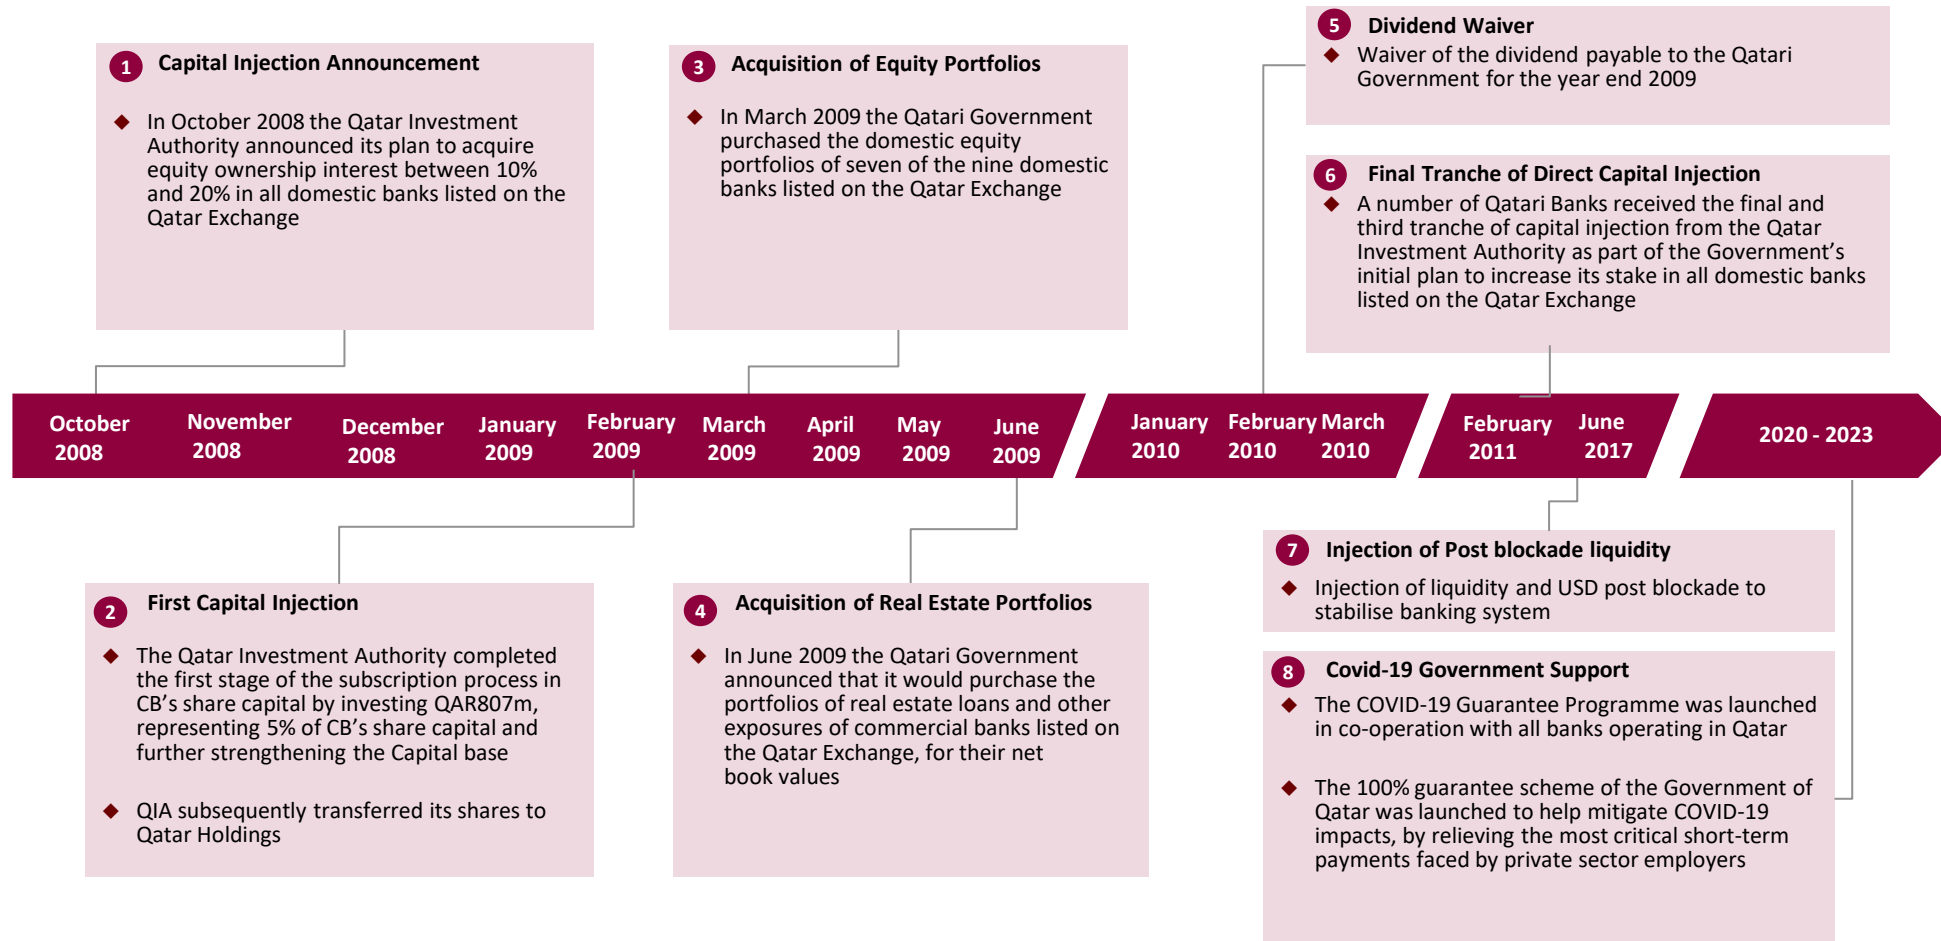 1 Capital Injection Announcement
◆ In October 2008 the Qatar Investment
Authority announced its plan to acquire
equity ownership interest between 10%
and 20% in all domestic banks listed on the
Qatar Exchange
3 Acquisition of Equity Portfolios
◆ In March 2009 the Qatari Government
purchased the domestic equity
portfolios of seven of the nine domestic
banks listed on the Qatar Exchange
5 Dividend Waiver
◆ Waiver of the dividend payable to the Qatari
Government for the year end 2009
6 Final Tranche of Direct Capital Injection
◆ A number of Qatari Banks received the final and
third tranche of capital injection from the Qatar
Investment Authority as part of the Government’s
initial plan to increase its stake in all domestic banks
listed on the Qatar Exchange
October
2008
November
2008
December
2008
January
2009
February
2009
March
2009
April
2009
May
2009
June
2009
January
2010
February
2010
March
2010
February
2011
June
2017
2020 - 2023
2 First Capital Injection
◆ The Qatar Investment Authority completed
the first stage of the subscription process in
CB’s share capital by investing QAR807m,
representing 5% of CB’s share capital and
further strengthening the Capital base
◆ QIA subsequently transferred its shares to
Qatar Holdings
4 Acquisition of Real Estate Portfolios
◆ In June 2009 the Qatari Government
announced that it would purchase the
portfolios of real estate loans and other
exposures of commercial banks listed on
the Qatar Exchange, for their net
book values
7 Injection of Post blockade liquidity
◆ Injection of liquidity and USD post blockade to
stabilise banking system
8 Covid-19 Government Support
◆ The COVID-19 Guarantee Programme was launched
in co-operation with all banks operating in Qatar
◆ The 100% guarantee scheme of the Government of
Qatar was launched to help mitigate COVID-19
impacts, by relieving the most critical short-term
payments faced by private sector employers